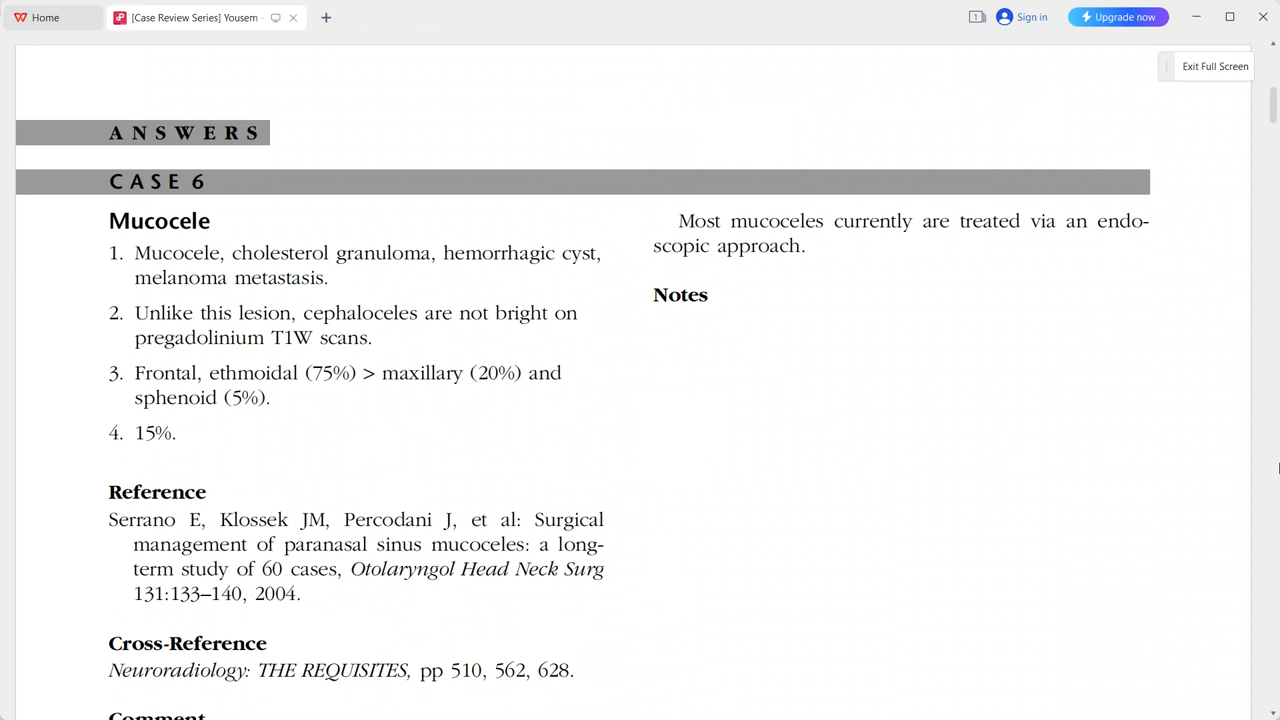 Home
[Case Review Series] Yousem -
1
Sign in
Upgrade now
Exit Full Screen
ANSWERS
CASE 6
Mucocele
1. Mucocele, cholesterol granuloma, hemorrhagic cyst,
melanoma metastasis.
2. Unlike this lesion, cephaloceles are not bright on
pregadolinium T1W scans.
3. Frontal, ethmoidal (75%) > maxillary (20%) and
sphenoid (5%).
4. 15%.
Reference
Serrano E, Klossek JM, Percodani J, et al: Surgical
management of paranasal sinus mucoceles: a long-
term study of 60 cases, Otolaryngol Head Neck Surg
131:133–140, 2004.
Cross-Reference
Neuroradiology: THE REQUISITES, pp 510, 562, 628.
Comment
Most mucoceles currently are treated via an endo-
scopic approach.
Notes